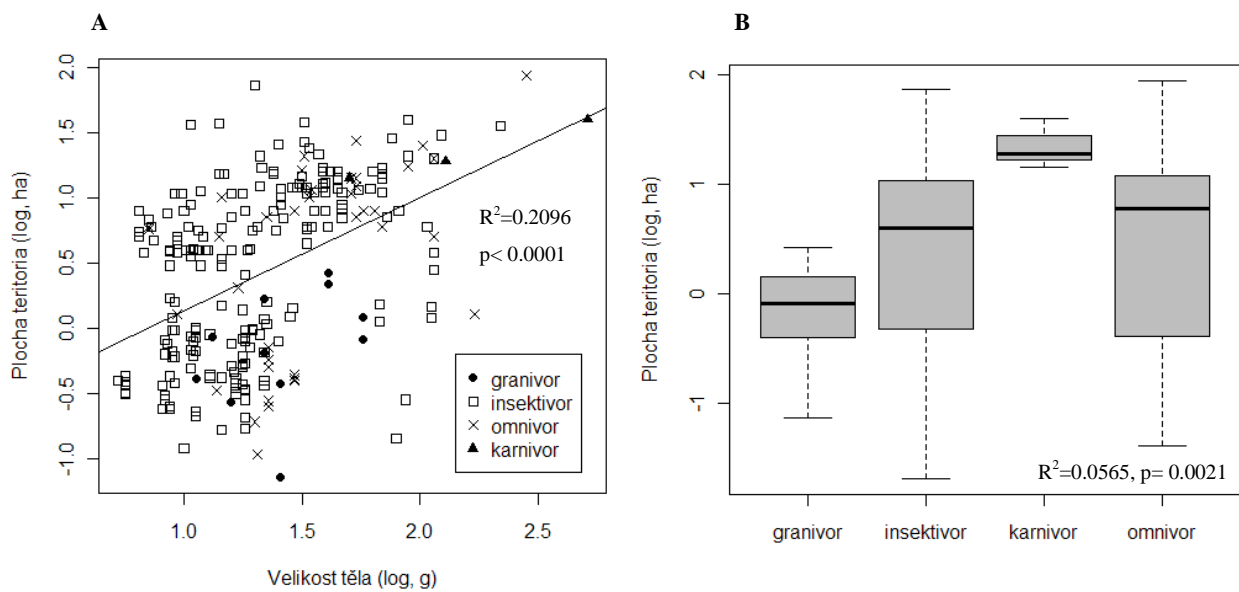 A
Plocha teritoria (log, ha)
2.0
1.5
1.0
0.5
0.0
-0.5
-1.0
R²=0.2096
p< 0.0001
granivor
insektivor
omnivor
karnivor
1.0 1.5 2.0 2.5
Velikost těla (log, g)
B
Plocha teritoria (log, ha)
2
1
0
-1
R²=0.0565, p= 0.0021
granivor insektivor karnivor omnivor